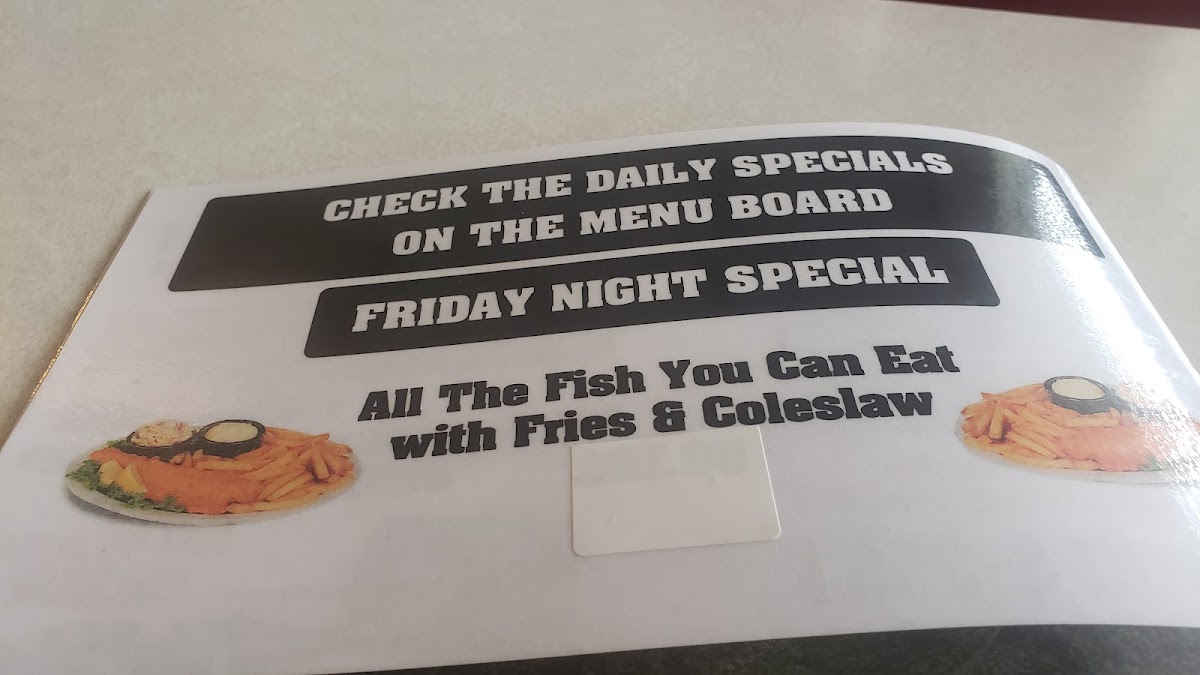 CHECK THE DAILY SPECIALS
ON THE MENU BOARD
FRIDAY NIGHT SPECIAL
All The Fish You Can Eat
with Fries & Coleslaw